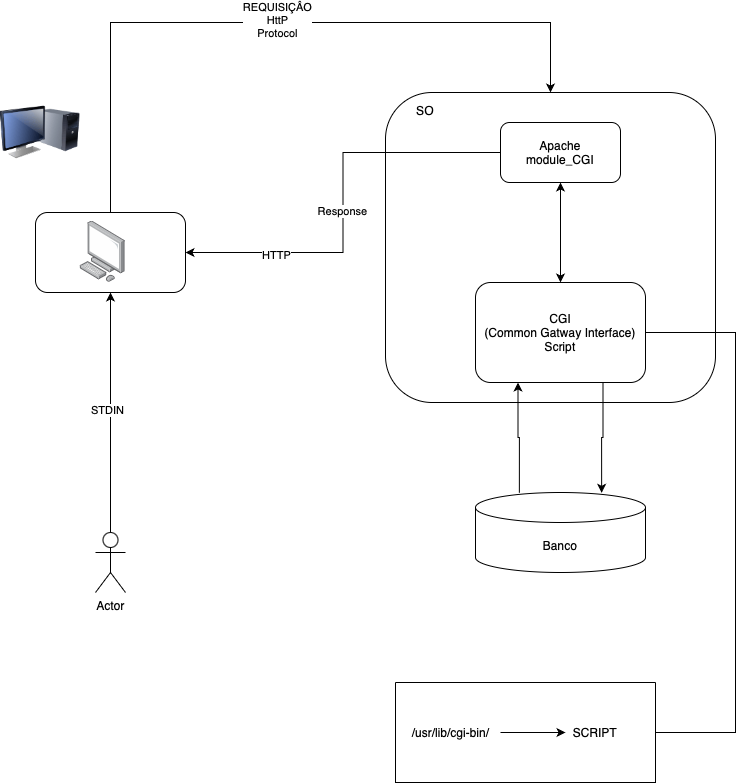 REQUISIÇÂO
HttP
Protocol
SO
Apache
module_CGI
Response
HTTP
CGI
(Common Gatway Interface)
Script
STDIN
Banco
Actor
/usr/lib/cgi-bin/ SCRIPT